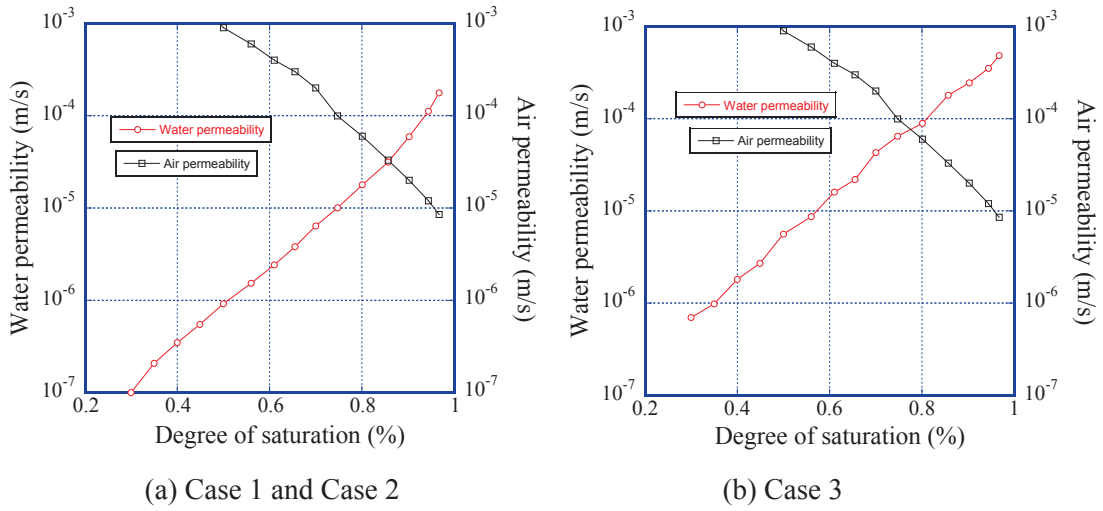 10-3
10-4
10-5
10-6
10-7
Water permeability (m/s)
Water permeability
Air permeability
0.2
0.4
0.6
0.8
1
Degree of saturation (%)
10-3
10-4
10-5
10-6
10-7
Air permeability (m/s)
(a) Case 1 and Case 2
10-3
10-4
10-5
10-6
10-7
Water permeability (m/s)
Water permeability
Air permeability
0.2
0.4
0.6
0.8
1
Degree of saturation (%)
10-3
10-4
10-5
10-6
10-7
Air permeability (m/s)
(b) Case 3